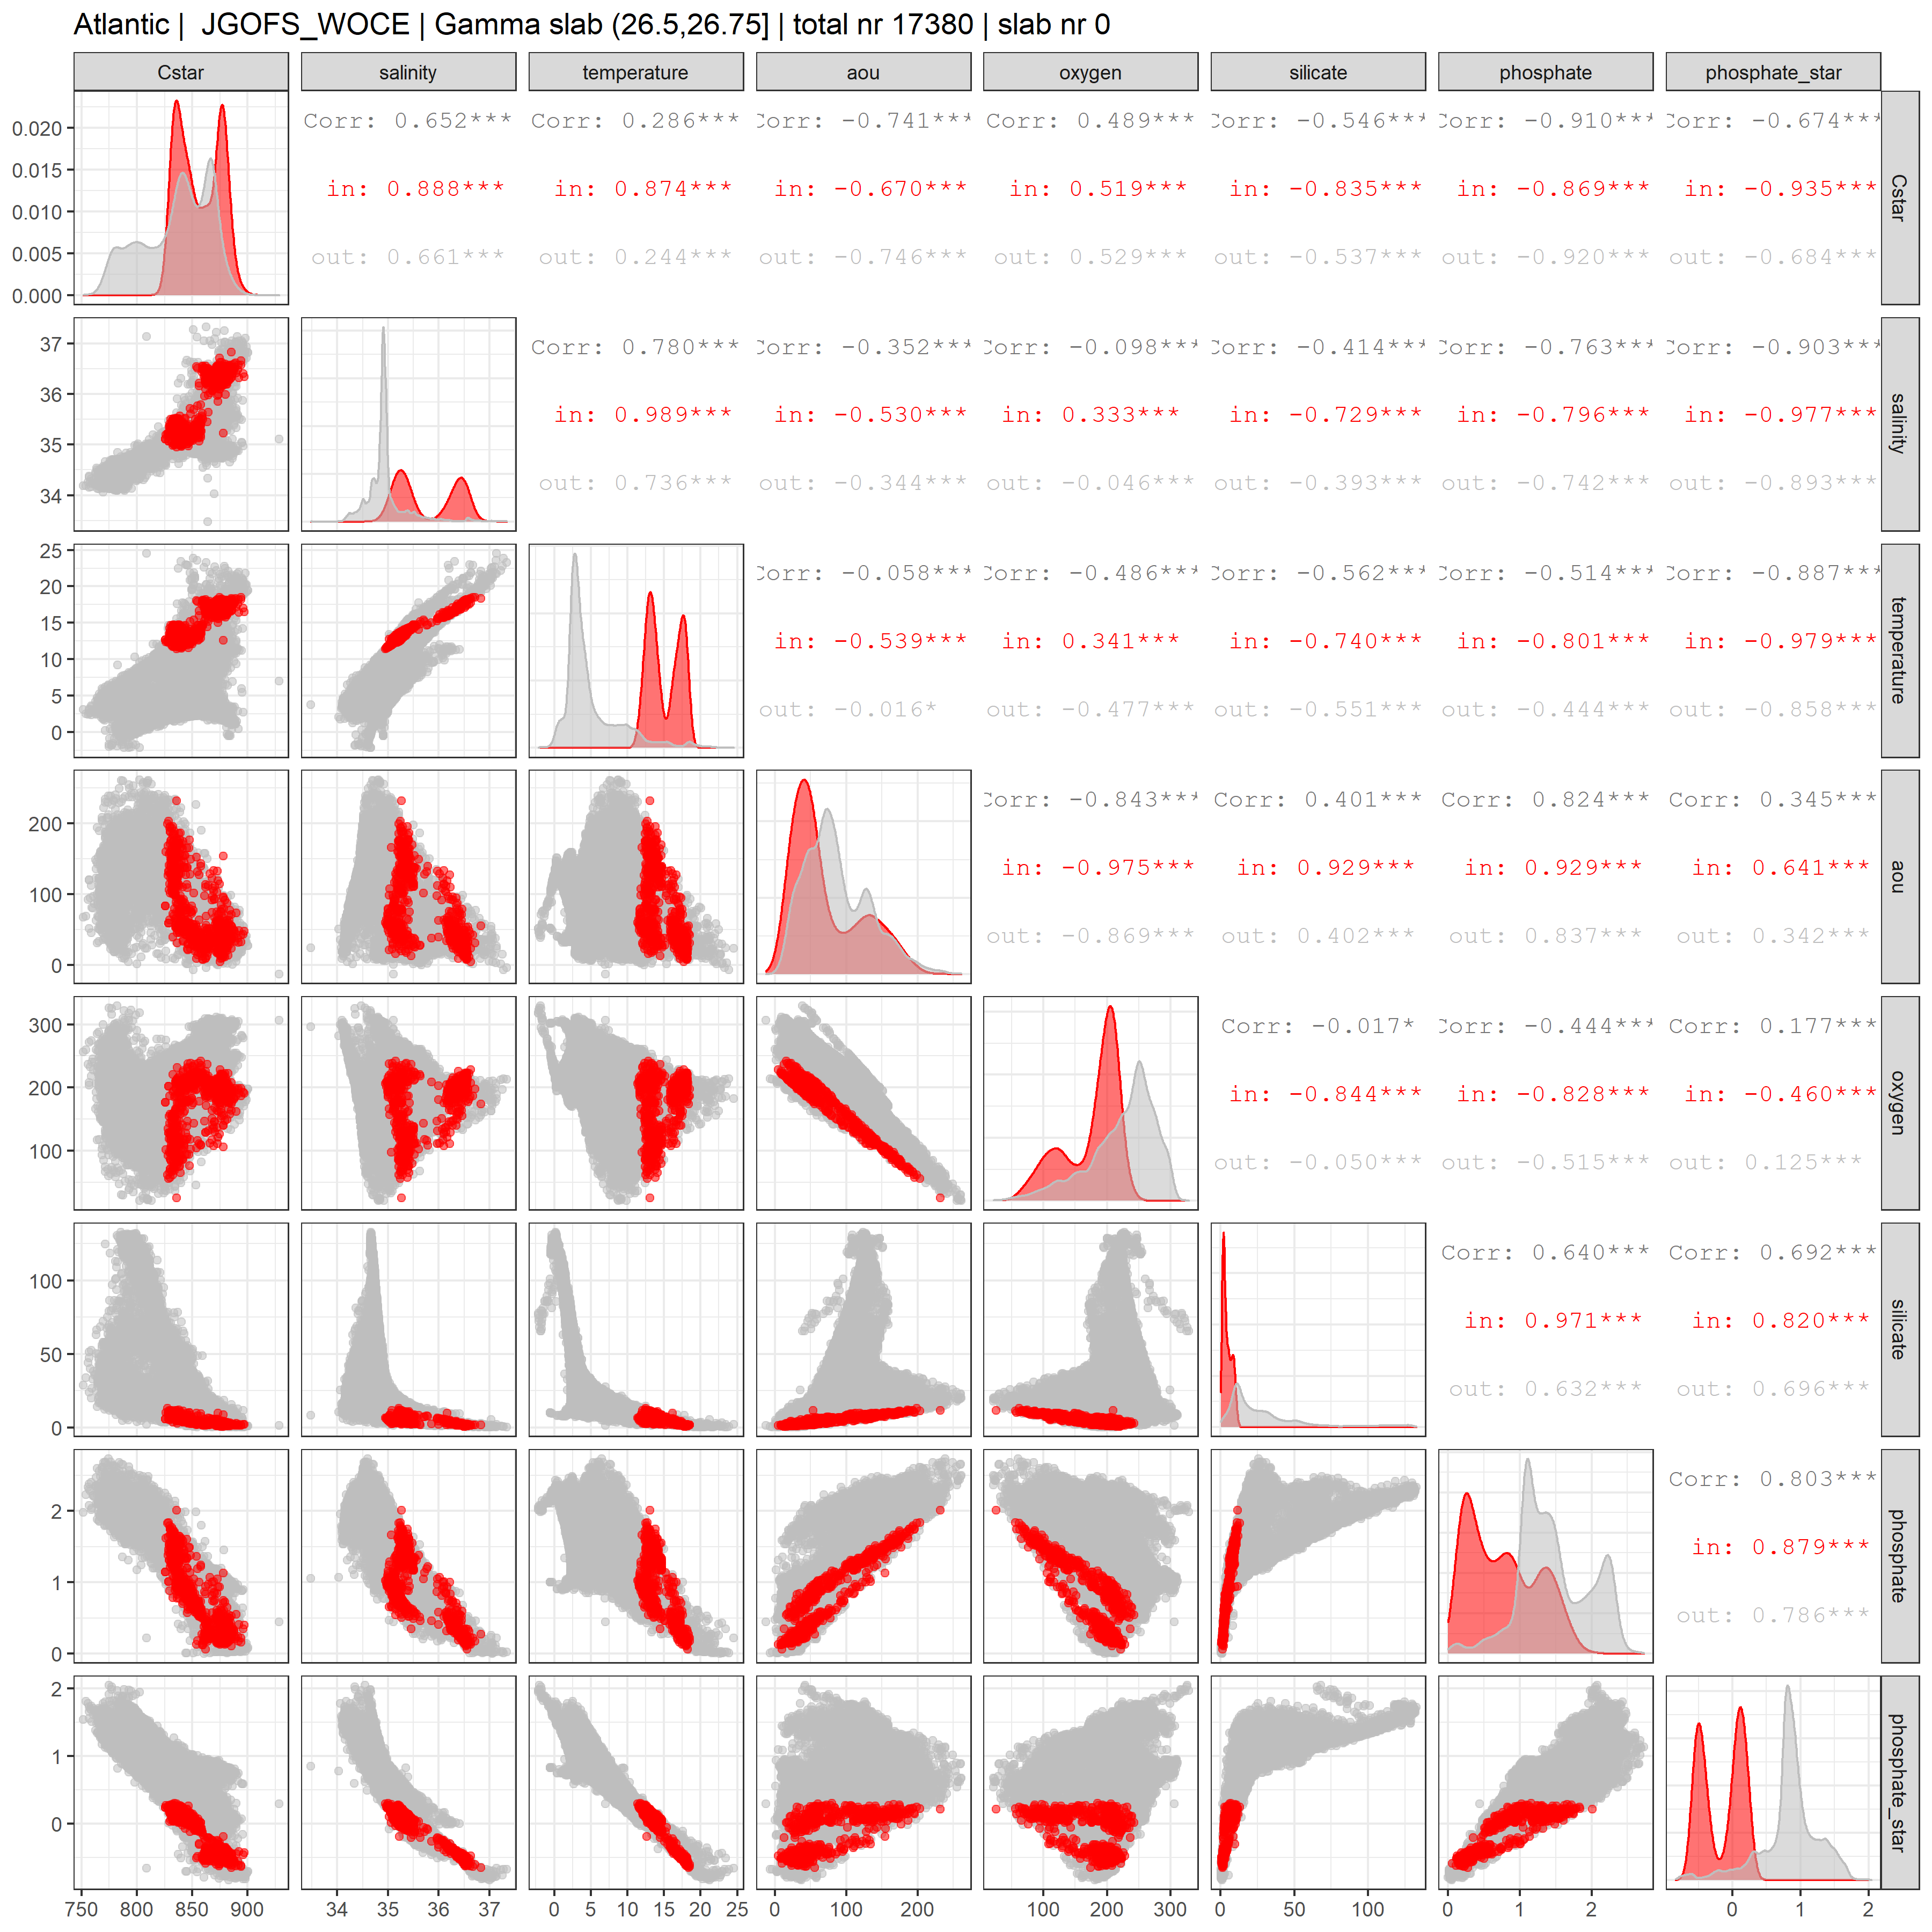 Atlantic |  JGOFS_WOCE | Gamma slab (26.5,26.75] | total nr 17380 | slab nr 0
Cstar salinity temperature aou oxygen silicate phosphate phosphate_star
0.020 0.015 0.010 0.005 0.000
Corr: 0.652*** Corr: 0.286*** Corr: -0.741*** Corr: 0.489*** Corr: -0.546*** Corr: -0.910*** Corr: -0.674***
in: 0.888*** in: 0.874*** in: -0.670*** in: 0.519*** in: -0.835*** in: -0.869*** in: -0.935***
out: 0.661*** out: 0.244*** out: -0.746*** out: 0.529*** out: -0.537*** out: -0.920*** out: -0.684***
Cstar
37 36 35 34
Corr: 0.780*** Corr: -0.352*** Corr: -0.098*** Corr: -0.414*** Corr: -0.763*** Corr: -0.903***
in: 0.989*** in: -0.530*** in: 0.333*** in: -0.729*** in: -0.796*** in: -0.977***
out: 0.736*** out: -0.344*** out: -0.046*** out: -0.393*** out: -0.742*** out: -0.893***
salinity
25 20 15 10 5 0
Corr: -0.058*** Corr: -0.486*** Corr: -0.562*** Corr: -0.514*** Corr: -0.887***
in: -0.539*** in: 0.341*** in: -0.740*** in: -0.801*** in: -0.979***
out: -0.016* out: -0.477*** out: -0.551*** out: -0.444*** out: -0.858***
temperature
200 100 0
Corr: -0.843*** Corr: 0.401*** Corr: 0.824*** Corr: 0.345***
in: -0.975*** in: 0.929*** in: 0.929*** in: 0.641***
out: -0.869*** out: 0.402*** out: 0.837*** out: 0.342***
aou
300 200 100
Corr: -0.017* Corr: -0.444*** Corr: 0.177***
in: -0.844*** in: -0.828*** in: -0.460***
out: -0.050*** out: -0.515*** out: 0.125***
oxygen
100 50 0
Corr: 0.640*** Corr: 0.692***
in: 0.971*** in: 0.820***
out: 0.632*** out: 0.696***
silicate
2 1 0
Corr: 0.803***
in: 0.879***
out: 0.786***
phosphate
2 1 0
phosphate_star
750 800 850 900 34 35 36 37 0 5 10 15 20 25 0 100 200 100 200 300 0 50 100 0 1 2 0 1 2